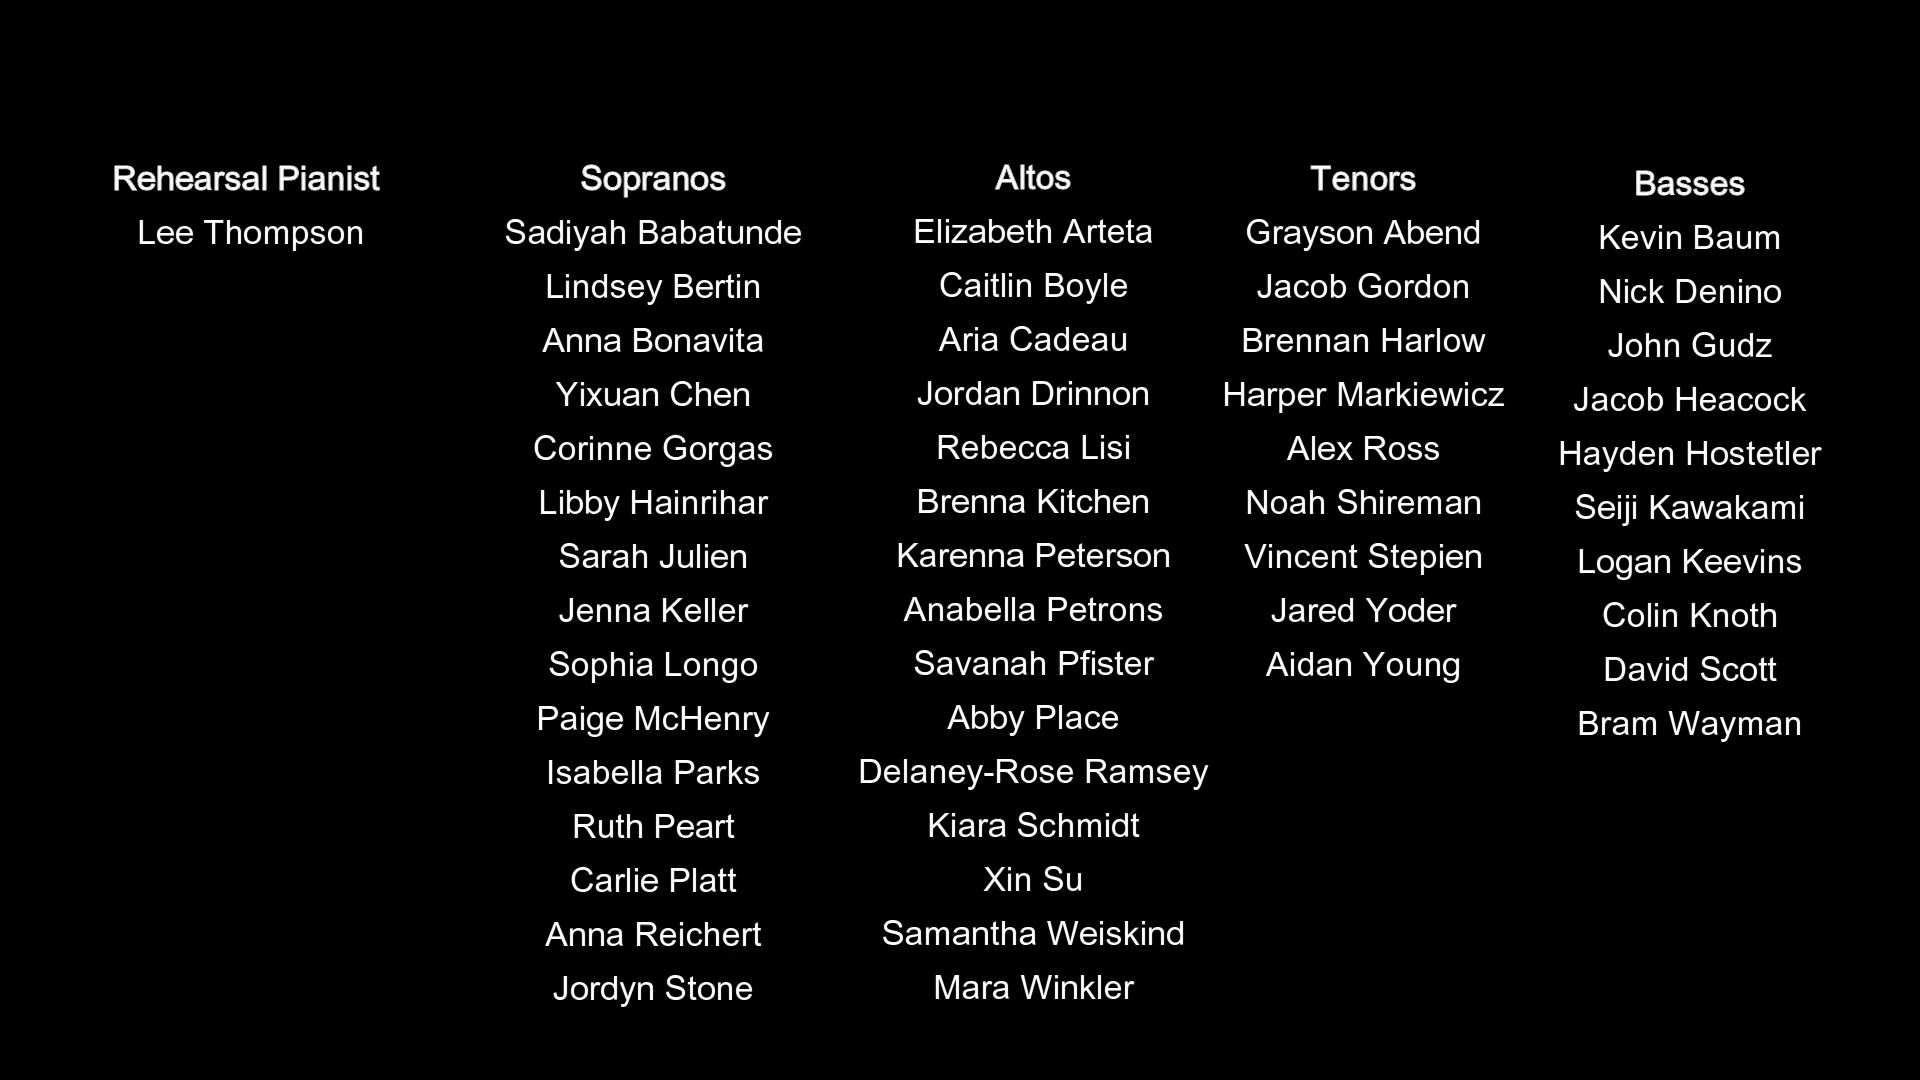 Rehearsal Pianist
Lee Thompson
Sopranos
Sadiyah Babatunde
Lindsey Bertin
Anna Bonavita
Yixuan Chen
Corinne Gorgas
Libby Hainrihar
Sarah Julien
Jenna Keller
Sophia Longo
Paige McHenry
Isabella Parks
Ruth Peart
Carlie Platt
Anna Reichert
Jordyn Stone
Altos
Elizabeth Arteta
Caitlin Boyle
Aria Cadeau
Jordan Drinnon
Rebecca Lisi
Brenna Kitchen
Karenna Peterson
Anabella Petrons
Savanah Pfister
Abby Place
Delaney-Rose Ramsey
Kiara Schmidt
Xin Su
Samantha Weiskind
Mara Winkler
Tenors
Grayson Abend
Jacob Gordon
Brennan Harlow
Harper Markiewicz
Alex Ross
Noah Shireman
Vincent Stepien
Jared Yoder
Aidan Young
Basses
Kevin Baum
Nick Denino
John Gudz
Jacob Heacock
Hayden Hostetler
Seiji Kawakami
Logan Keevins
Colin Knoth
David Scott
Bram Wayman